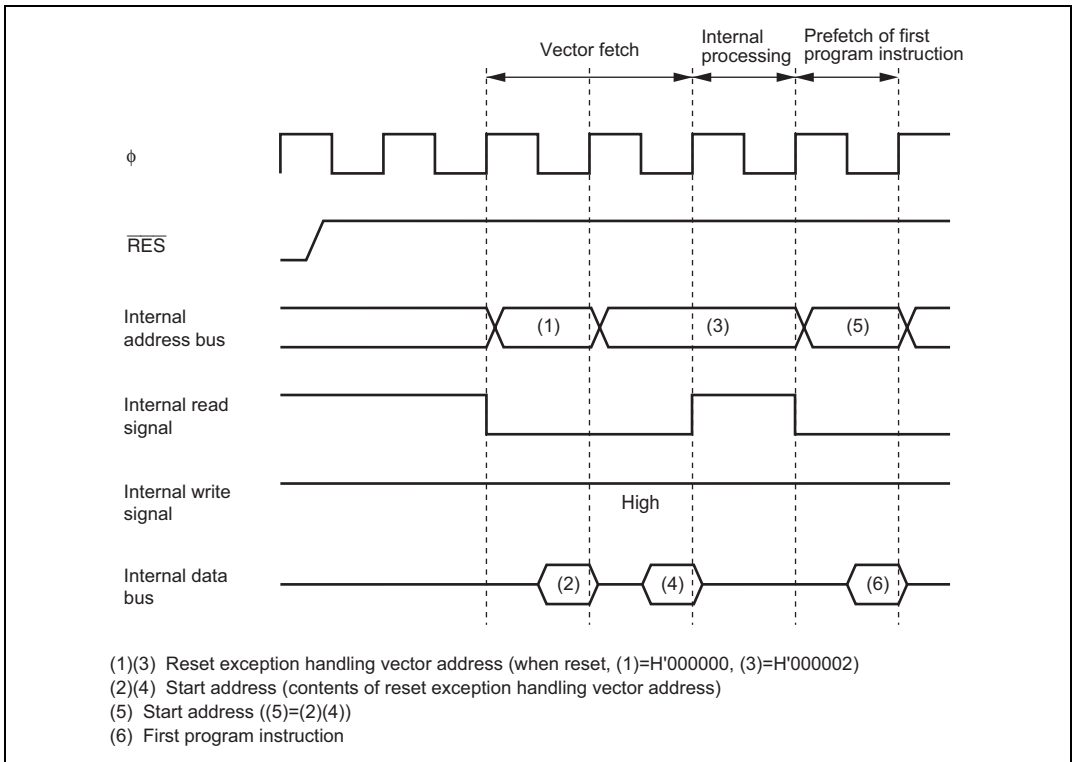 Vector fetch
Internal
processing
Prefetch of first
program instruction
ϕ
RES
Internal
address bus
(1)
(3)
(5)
Internal read
signal
Internal write
signal
High
Internal data
bus
(2)
(4)
(6)
(1)(3) Reset exception handling vector address (when reset, (1)=H'000000, (3)=H'000002)
(2)(4) Start address (contents of reset exception handling vector address)
(5) Start address ((5)=(2)(4))
(6) First program instruction